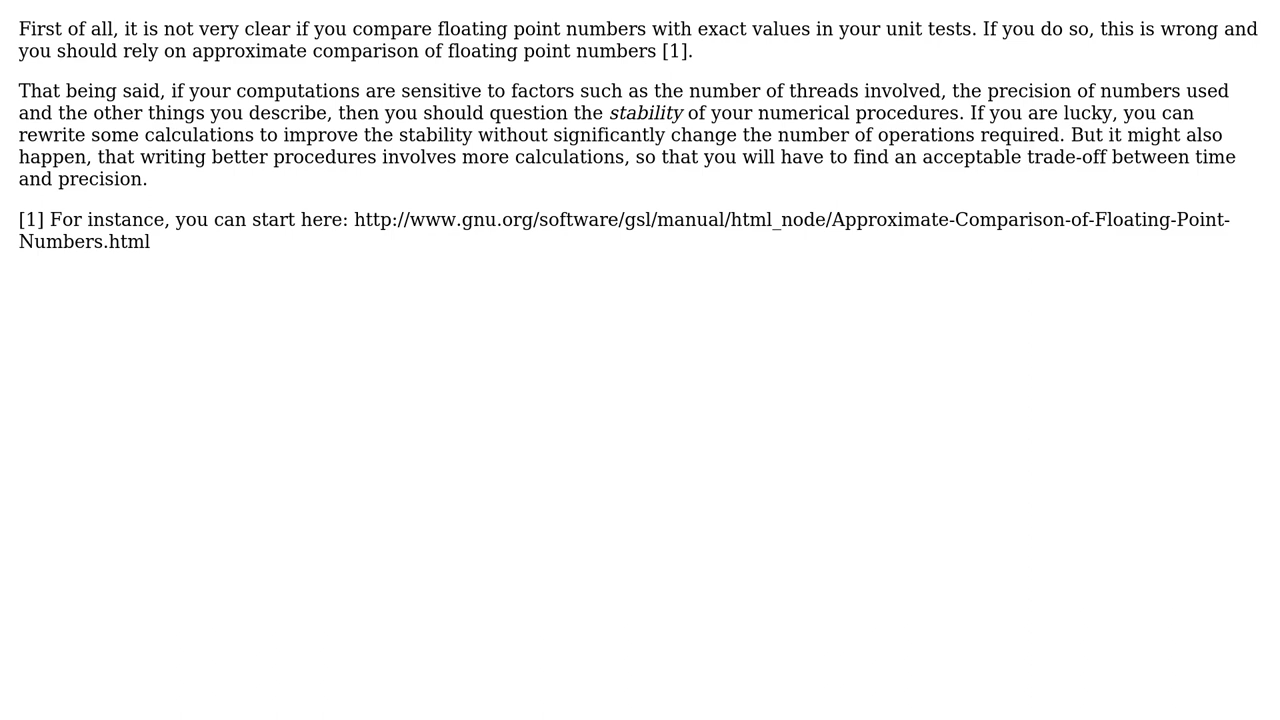 First of all, it is not very clear if you compare floating point numbers with exact values in your unit tests. If you do so, this is wrong and
you should rely on approximate comparison of floating point numbers [1].
That being said, if your computations are sensitive to factors such as the number of threads involved, the precision of numbers used
and the other things you describe, then you should question the stability of your numerical procedures. If you are lucky, you can
rewrite some calculations to improve the stability without significantly change the number of operations required. But it might also
happen, that writing better procedures involves more calculations, so that you will have to find an acceptable trade-off between time
and precision.
[1] For instance, you can start here: http://www.gnu.org/software/gsl/manual/html_node/Approximate-Comparison-of-Floating-Point-
Numbers.html